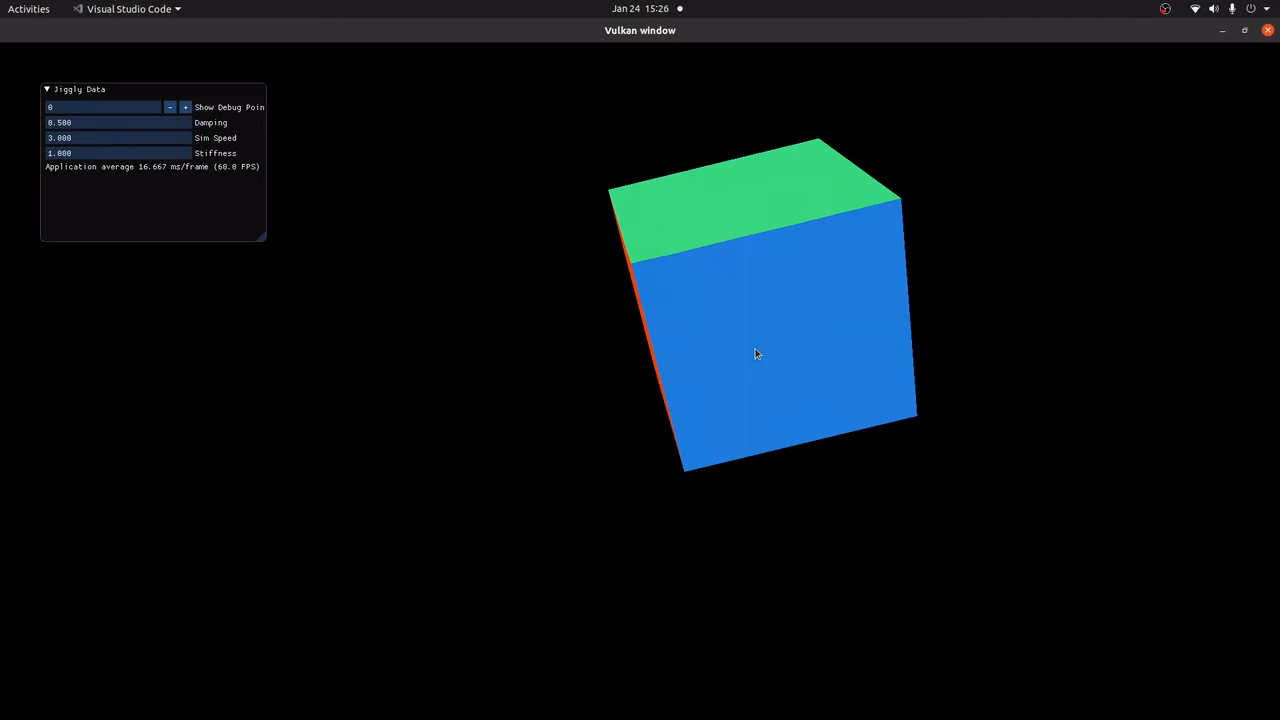 Activities Visual Studio Code Jan 24 15:26
Vulkan window
Jiggly Data
0 - + Show Debug Poin
0.500 Damping
3.000 Sim Speed
1.000 Stiffness
Application average 16.667 ms/frame (60.0 FPS)